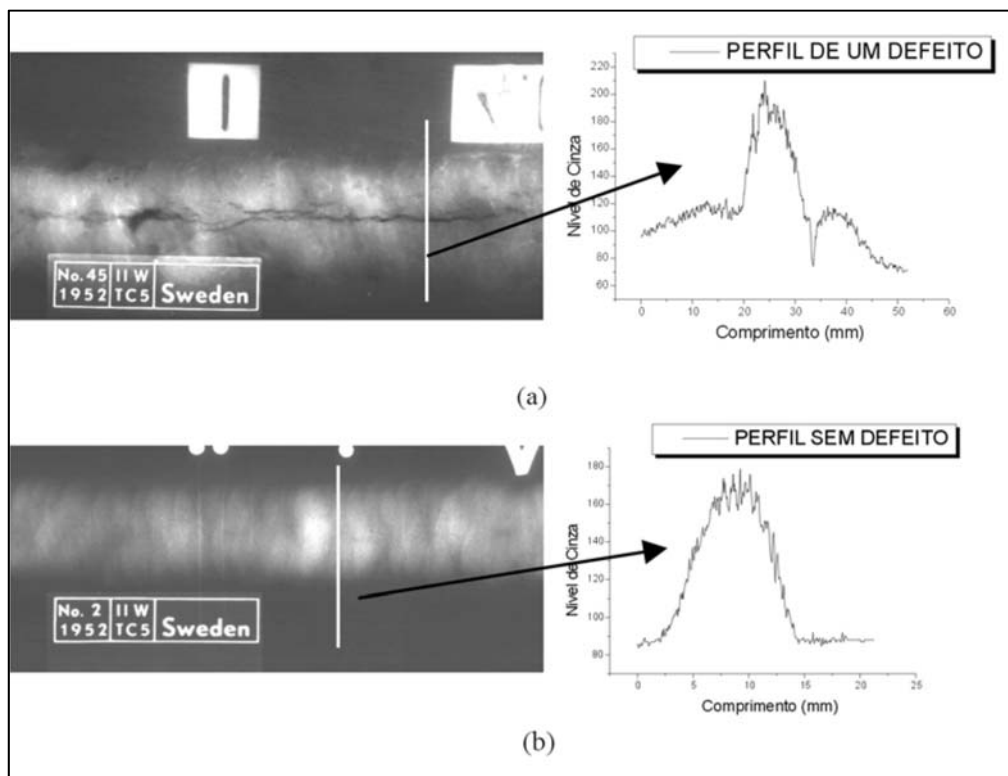 No. 45 II W
1952 TC5 Sweden
PERFIL DE UM DEFEITO
Nível de Cinza
220
200
180
160
140
120
100
80
60
0 10 20 30 40 50 60
Comprimento (mm)
(a)
No. 2 II W
1952 TC5 Sweden
PERFIL SEM DEFEITO
Nível de Cinza
180
160
140
120
100
80
0 5 10 15 20 25
Comprimento (mm)
(b)